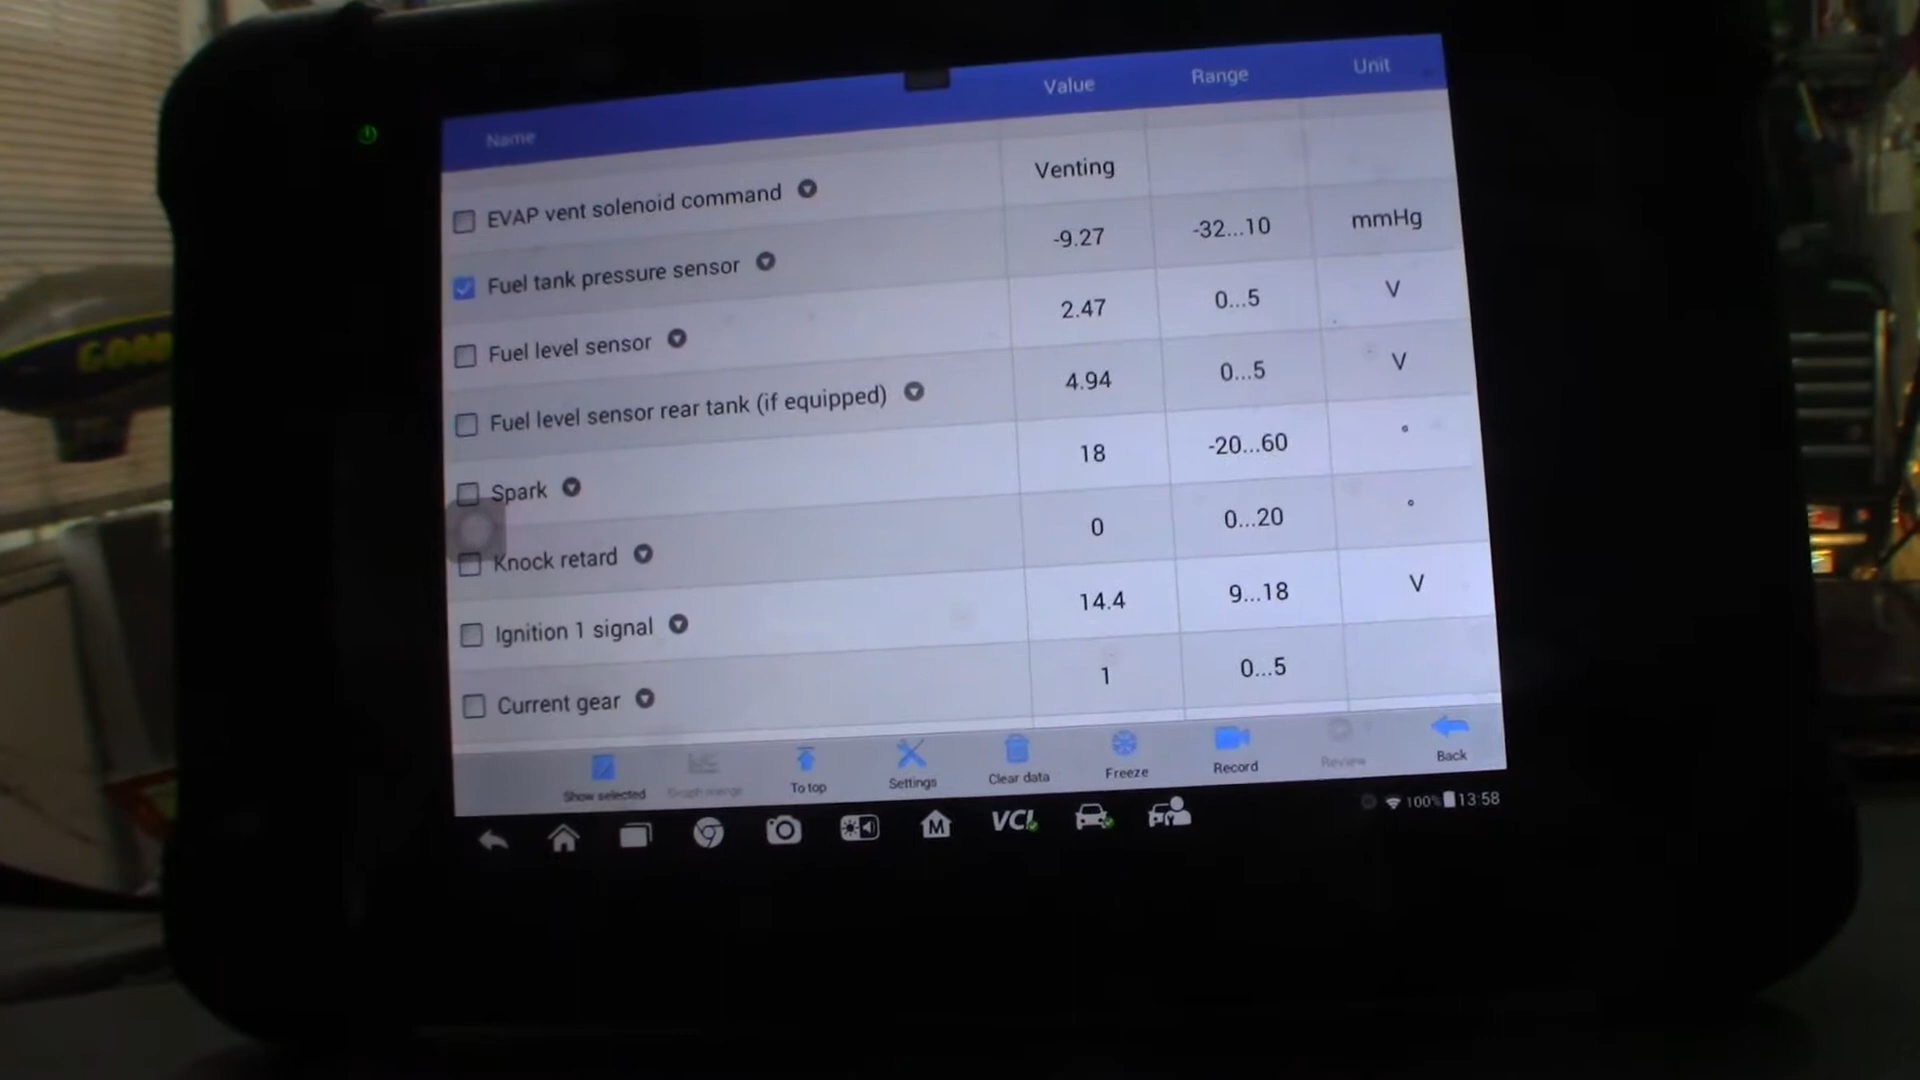 Name Value Range Unit
EVAP vent solenoid command Venting
Fuel tank pressure sensor -9.27 -32...10 mmHg
Fuel level sensor 2.47 0...5 V
Fuel level sensor rear tank (if equipped) 4.94 0...5 V
Spark 18 -20...60 °
Knock retard 0 0...20 °
Ignition 1 signal 14.4 9...18 V
Current gear 1 0...5
Show selected Graph merge To top Settings Clear data Freeze Record Review Back
M VCI 100% 13:58